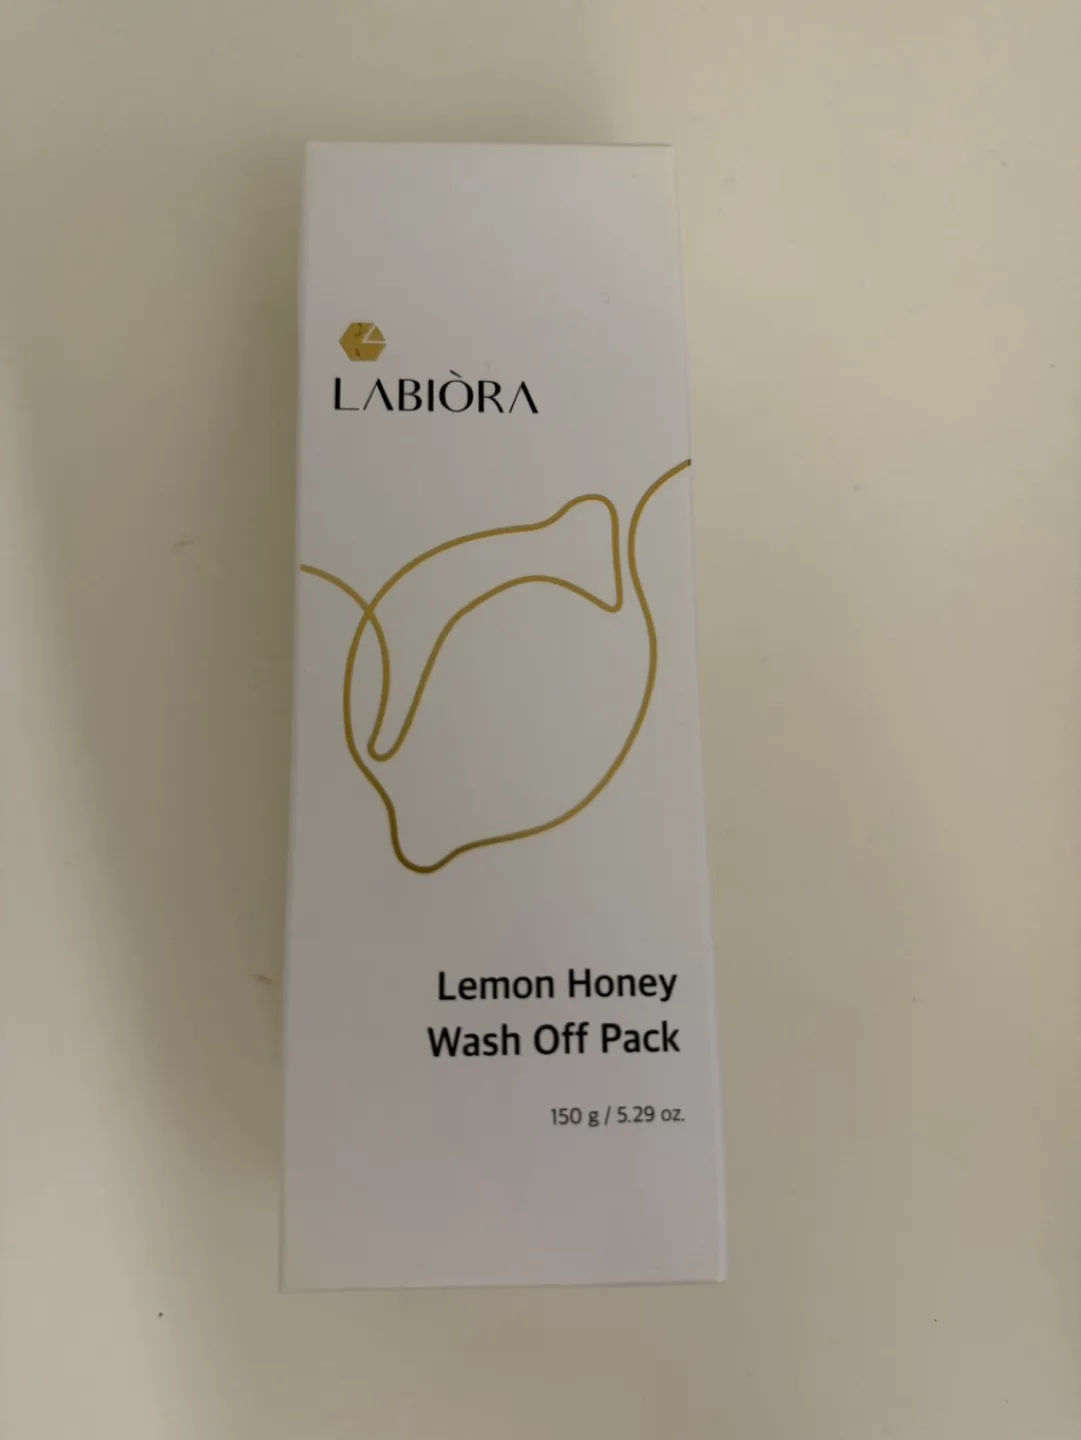 LABIÒRA
Lemon Honey
Wash Off Pack
150 g / 5.29 oz.